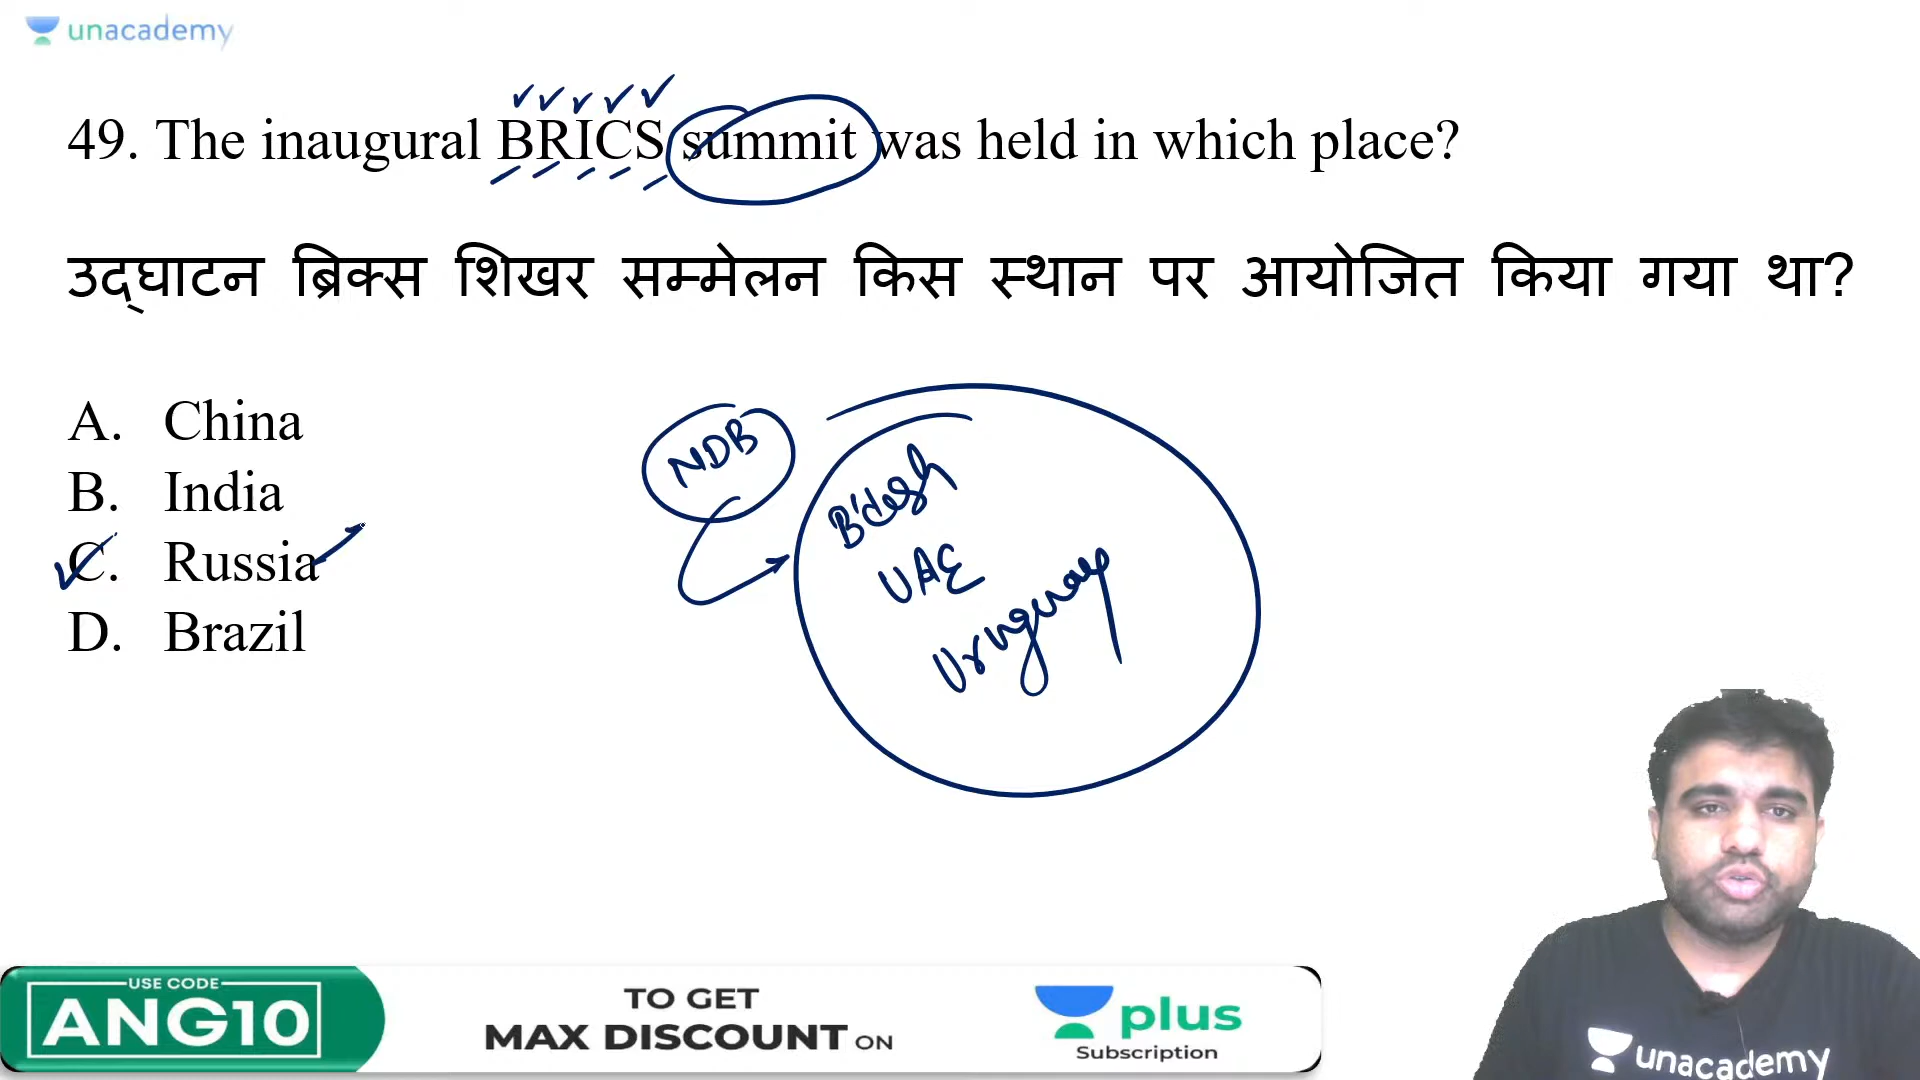 unacademy
49. The inaugural BRICS summit was held in which place?
उद्घाटन ब्रिक्स शिखर सम्मेलन किस स्थान पर आयोजित किया गया था?
A. China
B. India
C. Russia
D. Brazil
NDB
B'desh
UAE
Uruguay
USE CODE
ANG10
TO GET
MAX DISCOUNT ON
plus
Subscription
unacademy